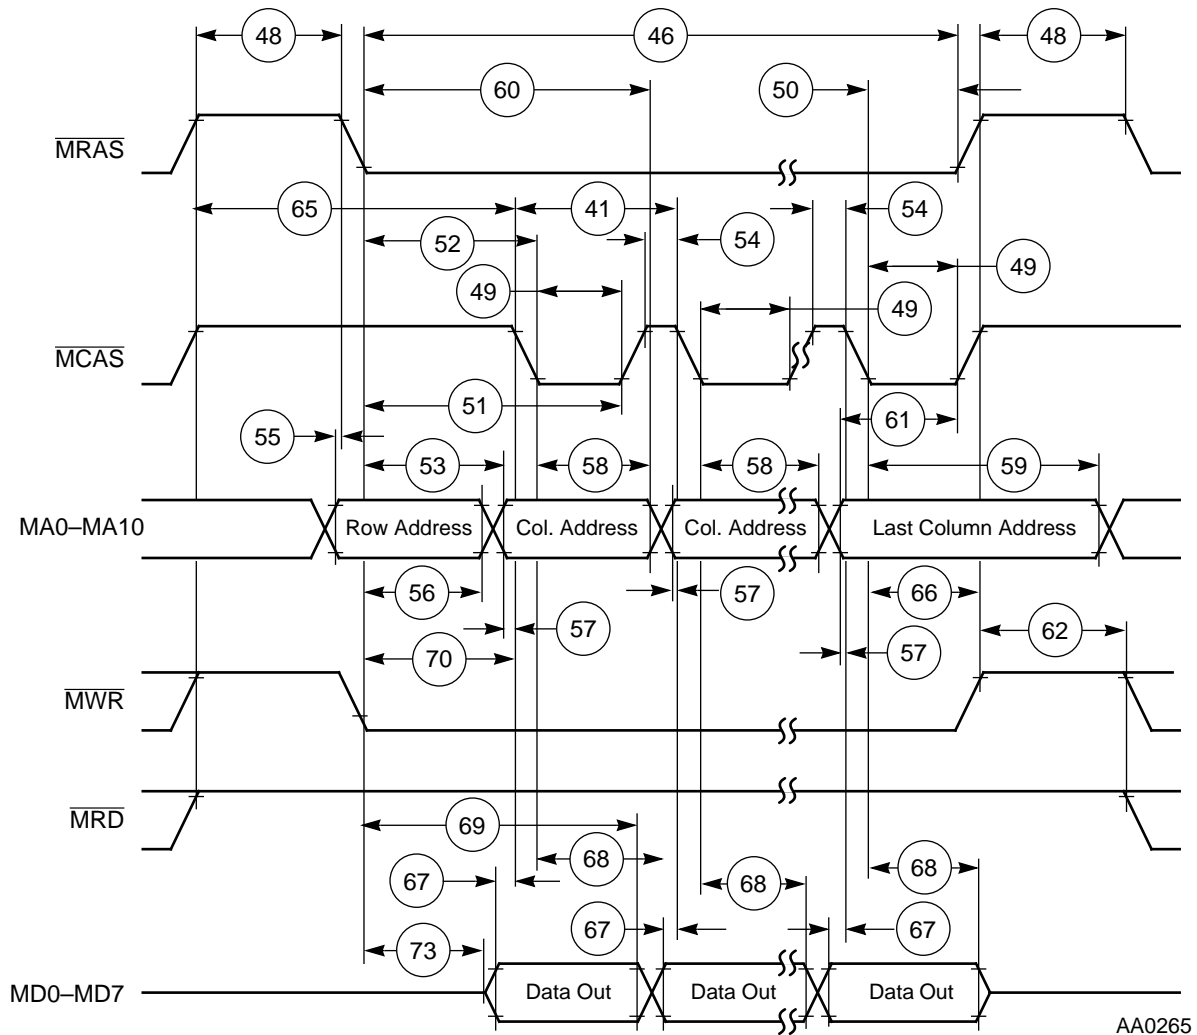 48 46 48
60 50
MRAS
65 41 54
52 54
49 49
49
MCAS
51 61
55 53 58 58 59
MA0–MA10 Row Address Col. Address Col. Address Last Column Address
56 57 66
57 62
70 57
MWR
MRD
69
68 68
67 68
67 67
73
MD0–MD7 Data Out Data Out Data Out
AA0265